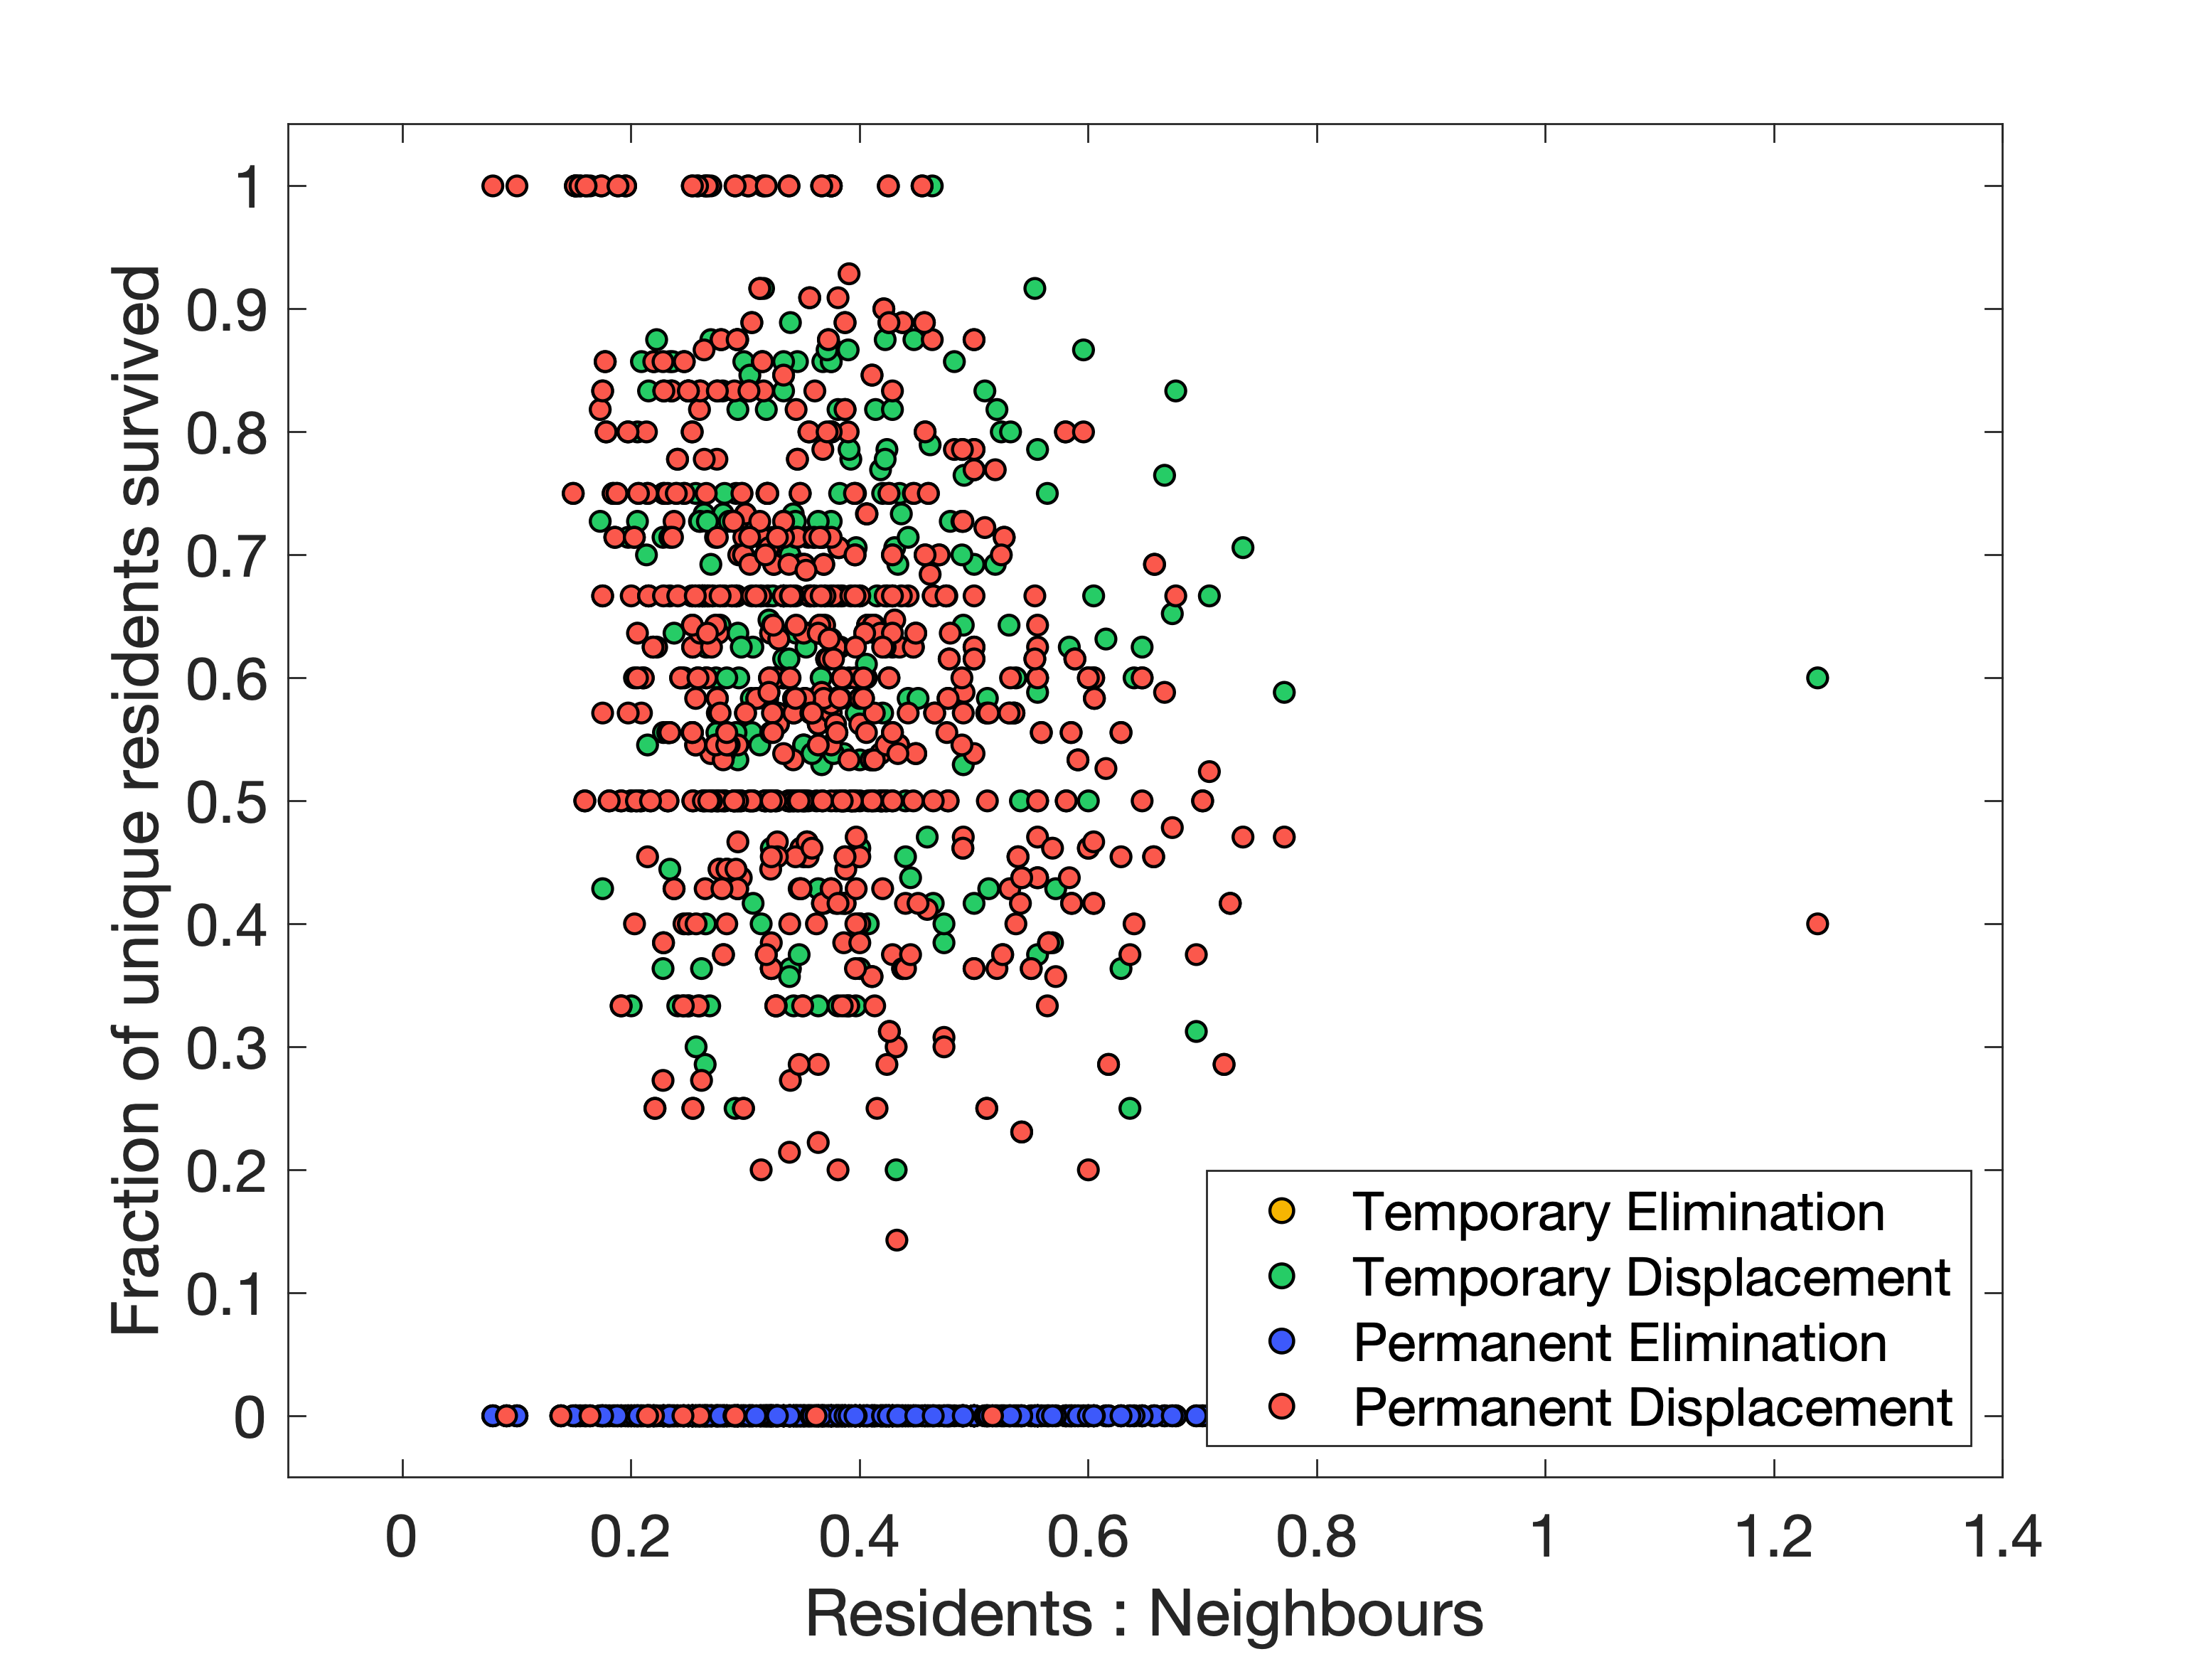 Fraction of unique residents survived
1
0.9
0.8
0.7
0.6
0.5
0.4
0.3
0.2
0.1
0
Temporary Elimination
Temporary Displacement
Permanent Elimination
Permanent Displacement
0 0.2 0.4 0.6 0.8 1 1.2 1.4
Residents : Neighbours